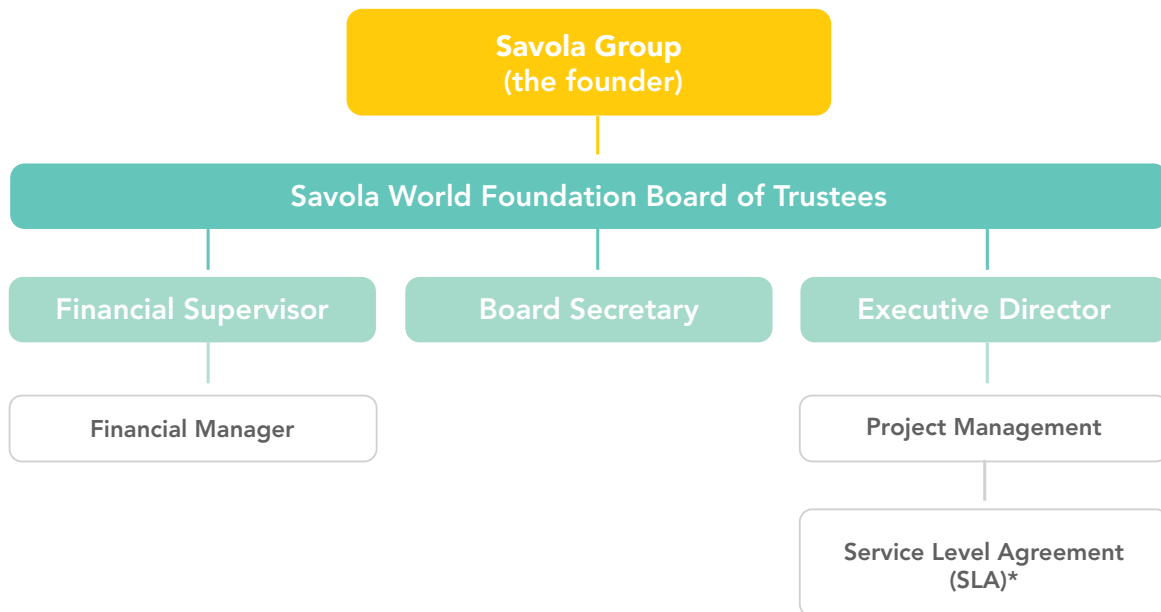 Savola Group
(the founder)
Savola World Foundation Board of Trustees
Financial Supervisor
Board Secretary
Executive Director
Financial Manager
Project Management
Service Level Agreement
(SLA)*